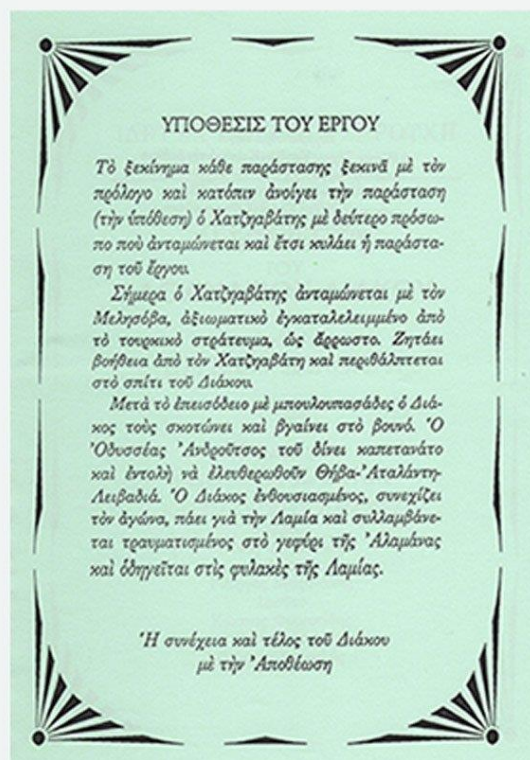 ΥΠΟΘΕΣΙΣ ΤΟΥ ΕΡΓΟΥ
Τὸ ξεκίνημα κάθε παράστασης ξεκινᾶ μὲ τὸν
πρόλογο καὶ κατόπιν ἀνοίγει τὴν παράσταση
(τὴν ὑπόθεση) ὁ Χατζηαβάτης μὲ δεύτερο πρόσω-
πο ποὺ ἀνταμώνεται καὶ ἔτσι κυλάει ἡ παράστα-
ση τοῦ ἔργου.
Σήμερα ὁ Χατζηαβάτης ἀνταμώνεται μὲ τὸν
Μελησόβα, ἀξιωματικὸ ἐγκαταλελειμμένο ἀπὸ
τὸ τουρκικὸ στράτευμα, ὡς ἄρρωστο. Ζητάει
βοήθεια ἀπὸ τὸν Χατζηαβάτη καὶ περιθάλπτεται
στὸ σπίτι τοῦ Διάκου.
Μετὰ τὸ ἐπεισόδειο μὲ μπουλουπασάδες ὁ Διά-
κος τοὺς σκοτώνει καὶ βγαίνει στὸ βουνό. Ὁ
Ὀδυσσέας Ἀνδροῦτσος τοῦ δίνει καπετανάτο
καὶ ἐντολὴ νὰ ἐλευθερωθοῦν Θήβα-Ἀταλάντη-
Λειβαδιά. Ὁ Διάκος ἐνθουσιασμένος, συνεχίζει
τὸν ἀγώνα, πάει γιὰ τὴν Λαμία καὶ συλλαμβάνε-
ται τραυματισμένος στὸ γεφύρι τῆς Ἀλαμάνας
καὶ ὁδηγεῖται στὶς φυλακὲς τῆς Λαμίας.
Ἡ συνέχεια καὶ τέλος τοῦ Διάκου
μὲ τὴν Ἀποθέωση